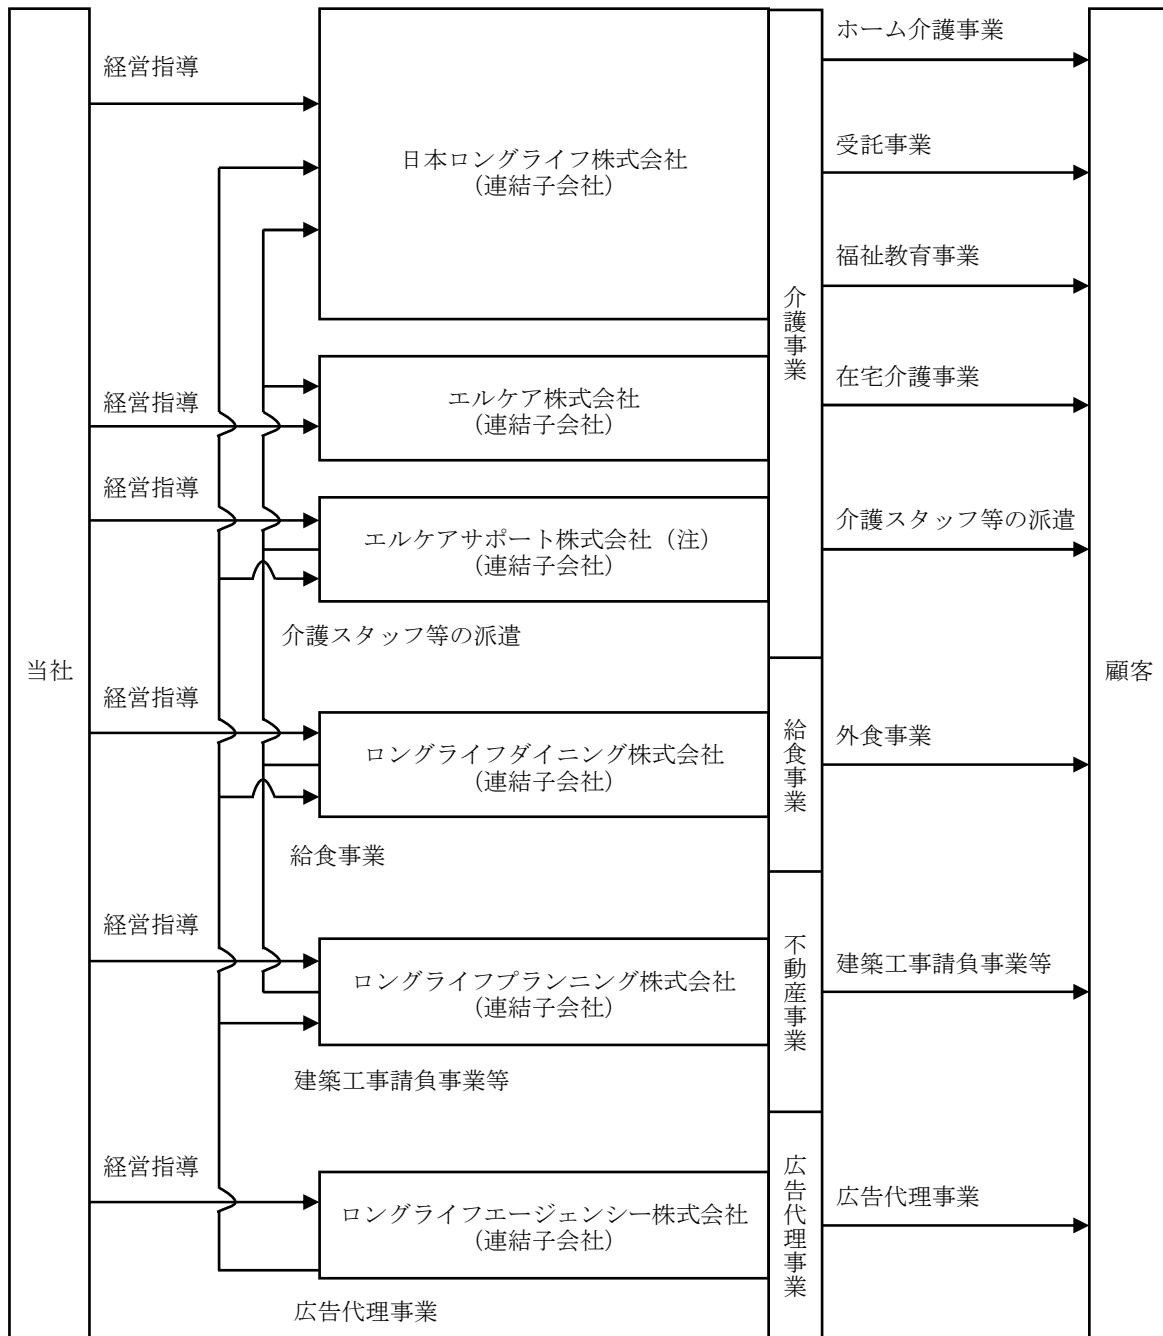 ホーム介護事業
経営指導
受託事業
日本ロングライフ株式会社
（連結子会社）
福祉教育事業
介護事業
在宅介護事業
経営指導
エルケア株式会社
（連結子会社）
経営指導
介護スタッフ等の派遣
エルケアサポート株式会社（注）
（連結子会社）
介護スタッフ等の派遣
当社
顧客
経営指導
給食事業
外食事業
ロングライフダイニング株式会社
（連結子会社）
給食事業
経営指導
不動産事業
建築工事請負事業等
ロングライフプランニング株式会社
（連結子会社）
建築工事請負事業等
経営指導
広告代理事業
広告代理事業
ロングライフエージェンシー株式会社
（連結子会社）
広告代理事業